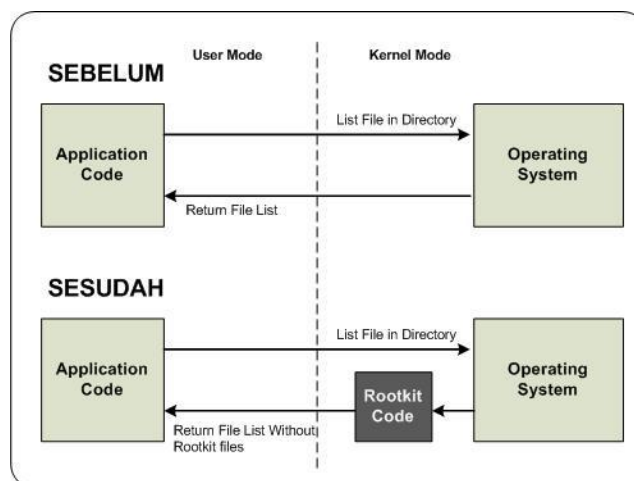 User Mode
Kernel Mode
SEBELUM
List File in Directory
Application
Code
Operating
System
Return File List
SESUDAH
List File in Directory
Application
Code
Rootkit
Code
Operating
System
Return File List Without
Rootkit files